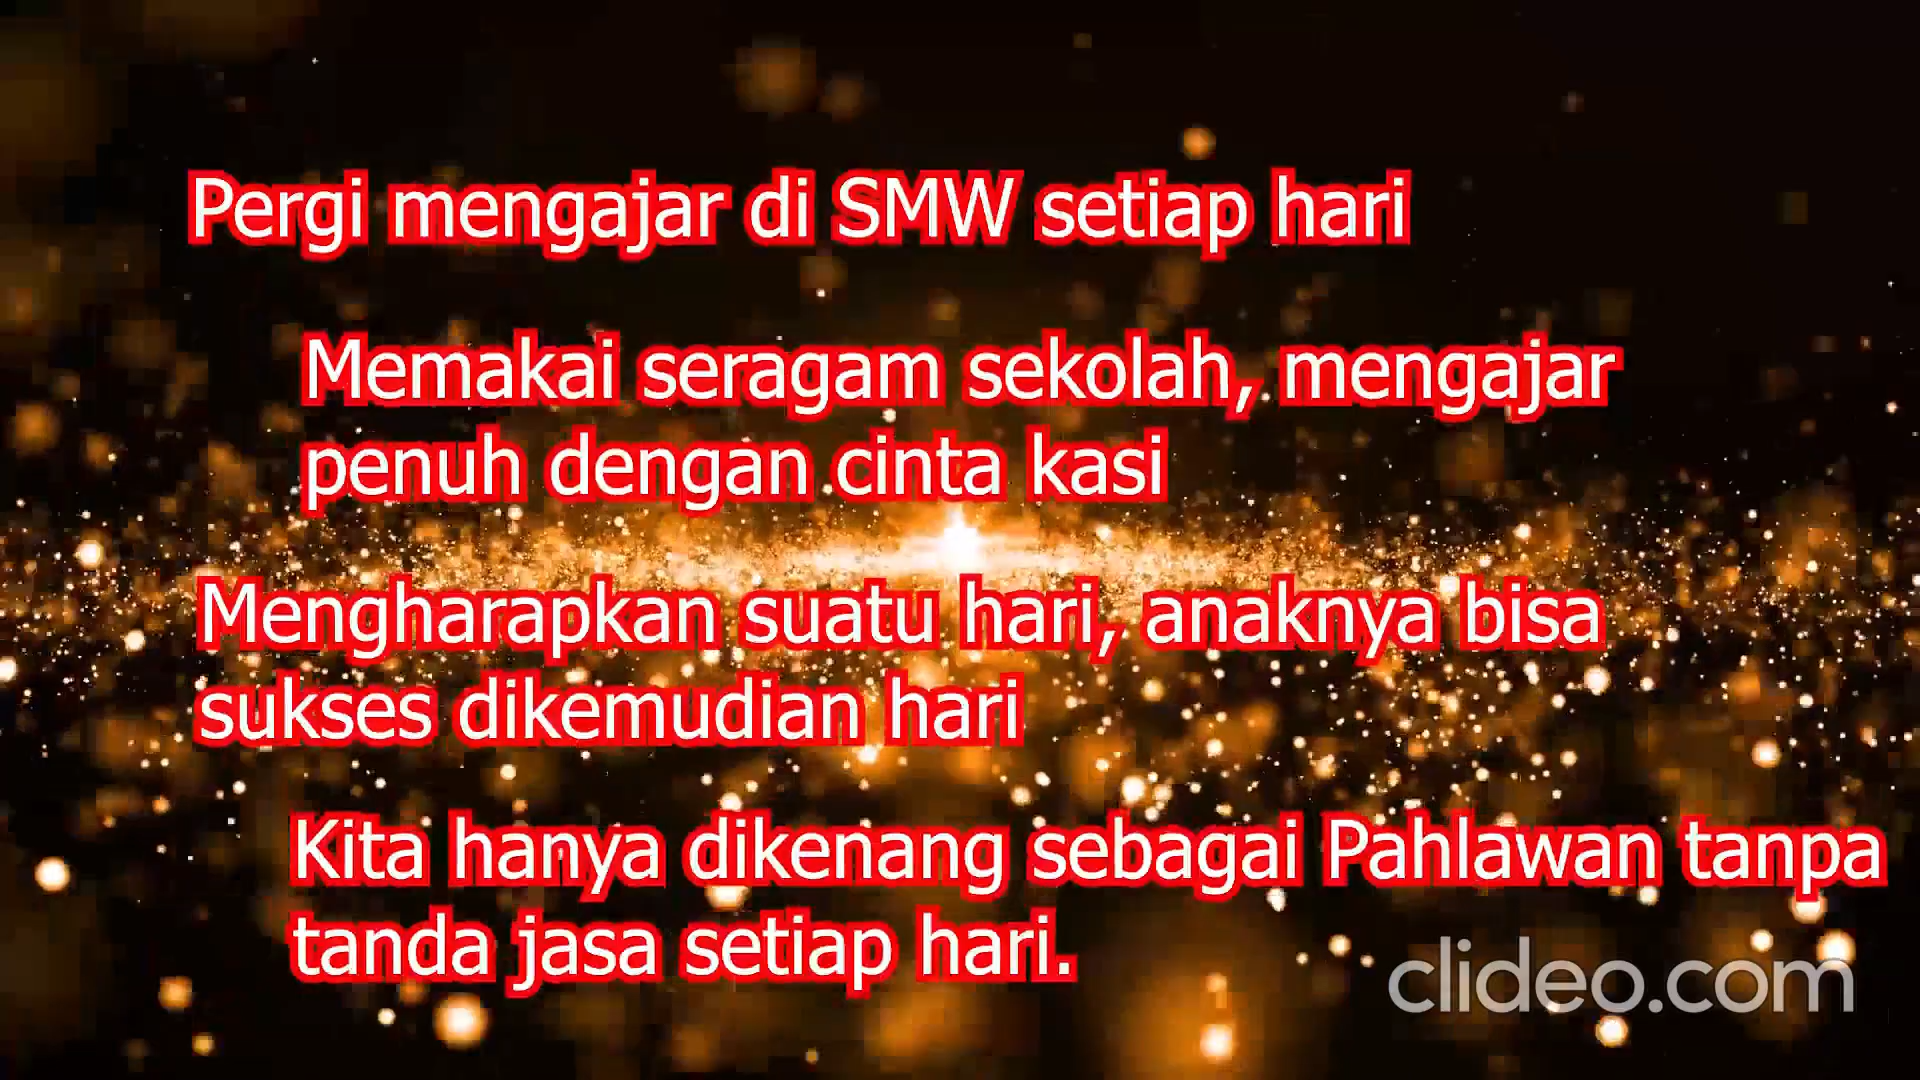 Pergi mengajar di SMW setiap hari
Memakai seragam sekolah, mengajar
penuh dengan cinta kasi
Mengharapkan suatu hari, anaknya bisa
sukses dikemudian hari
Kita hanya dikenang sebagai Pahlawan tanpa
tanda jasa setiap hari.
clideo.com